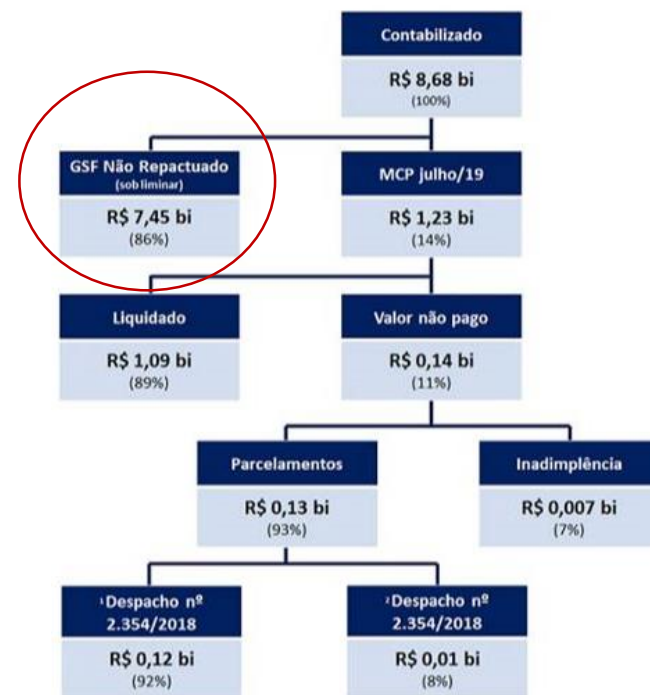 Contabilizado
R$ 8,68 bi
(100%)
GSF Não Repactuado
(sob liminar)
R$ 7,45 bi
(86%)
MCP julho/19
R$ 1,23 bi
(14%)
Liquidado
R$ 1,09 bi
(89%)
Valor não pago
R$ 0,14 bi
(11%)
Parcelamentos
R$ 0,13 bi
(93%)
Inadimplência
R$ 0,007 bi
(7%)
¹Despacho nº
2.354/2018
R$ 0,12 bi
(92%)
²Despacho nº
2.354/2018
R$ 0,01 bi
(8%)